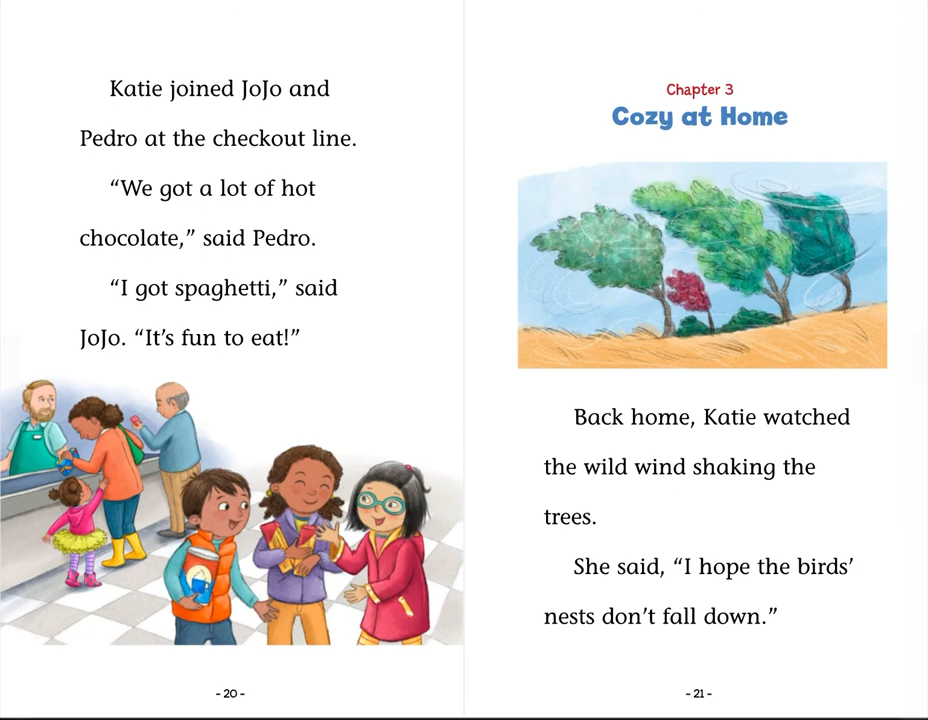 Katie joined JoJo and
Pedro at the checkout line.
“We got a lot of hot
chocolate,” said Pedro.
“I got spaghetti,” said
JoJo. “It’s fun to eat!”
- 20 -
Chapter 3
Cozy at Home
Back home, Katie watched
the wild wind shaking the
trees.
She said, “I hope the birds’
nests don’t fall down.”
- 21 -